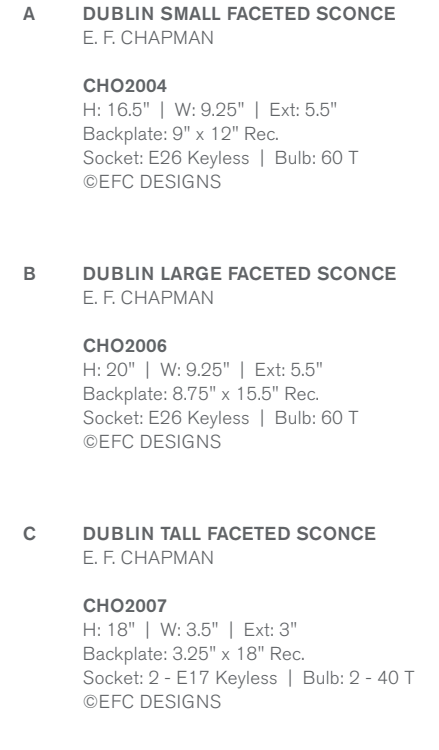 A DUBLIN SMALL FACETED SCONCE
E. F. CHAPMAN
CHO2004
H: 16.5" | W: 9.25" | Ext: 5.5"
Backplate: 9" x 12" Rec.
Socket: E26 Keyless | Bulb: 60 T
©EFC DESIGNS
B DUBLIN LARGE FACETED SCONCE
E. F. CHAPMAN
CHO2006
H: 20" | W: 9.25" | Ext: 5.5"
Backplate: 8.75" x 15.5" Rec.
Socket: E26 Keyless | Bulb: 60 T
©EFC DESIGNS
C DUBLIN TALL FACETED SCONCE
E. F. CHAPMAN
CHO2007
H: 18" | W: 3.5" | Ext: 3"
Backplate: 3.25" x 18" Rec.
Socket: 2 - E17 Keyless | Bulb: 2 - 40 T
©EFC DESIGNS